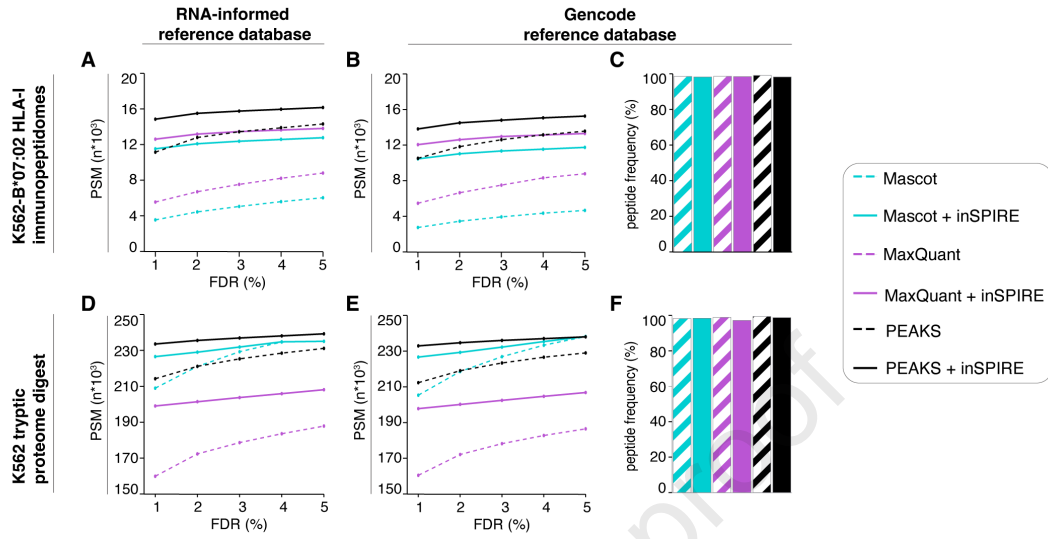 RNA-informed
reference database
Gencode
reference database
K562-B*07:02 HLA-I
immunopeptidomes
A
PSM (n*10³)
20
16
12
8
4
0
1 2 3 4 5
FDR (%)
B
PSM (n*10³)
20
16
12
8
4
0
1 2 3 4 5
FDR (%)
C
peptide frequency (%)
100
80
60
40
20
0
K562 tryptic
proteome digest
D
PSM (n*10³)
250
230
210
190
170
150
1 2 3 4 5
FDR (%)
E
PSM (n*10³)
250
230
210
190
170
150
1 2 3 4 5
FDR (%)
F
peptide frequency (%)
100
80
60
40
20
0
Mascot
Mascot + inSPIRE
MaxQuant
MaxQuant + inSPIRE
PEAKS
PEAKS + inSPIRE